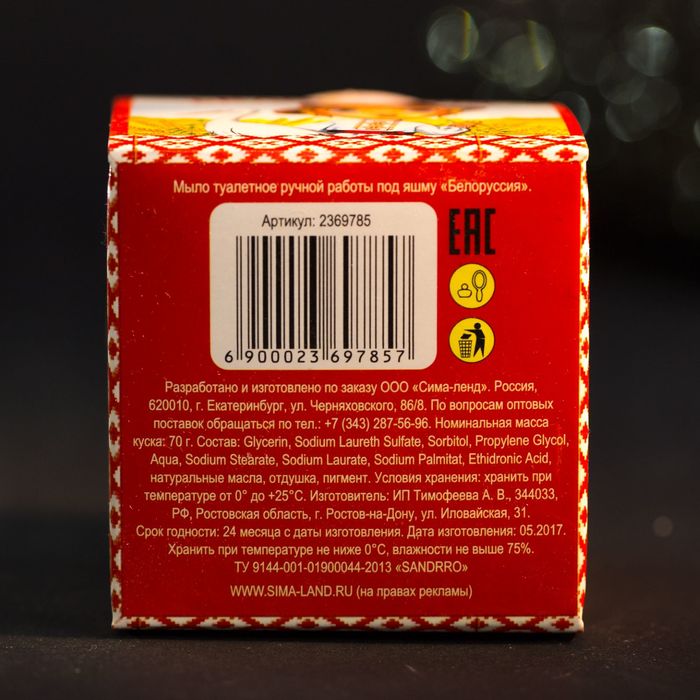 Мыло туалетное ручной работы под яшму «Белоруссия».
Артикул: 2369785
EAC
6 900023 697857
Разработано и изготовлено по заказу ООО «Сима-ленд». Россия,
620010, г. Екатеринбург, ул. Черняховского, 86/8. По вопросам оптовых
поставок обращаться по тел.: +7 (343) 287-56-96. Номинальная масса
куска: 70 г. Состав: Glycerin, Sodium Laureth Sulfate, Sorbitol, Propylene Glycol,
Aqua, Sodium Stearate, Sodium Laurate, Sodium Palmitat, Ethidronic Acid,
натуральные масла, отдушка, пигмент. Условия хранения: хранить при
температуре от 0° до +25°С. Изготовитель: ИП Тимофеева А. В., 344033,
РФ, Ростовская область, г. Ростов-на-Дону, ул. Иловайская, 31.
Срок годности: 24 месяца с даты изготовления. Дата изготовления: 05.2017.
Хранить при температуре не ниже 0°С, влажности не выше 75%.
ТУ 9144-001-01900044-2013 «SANDRRO»
WWW.SIMA-LAND.RU (на правах рекламы)